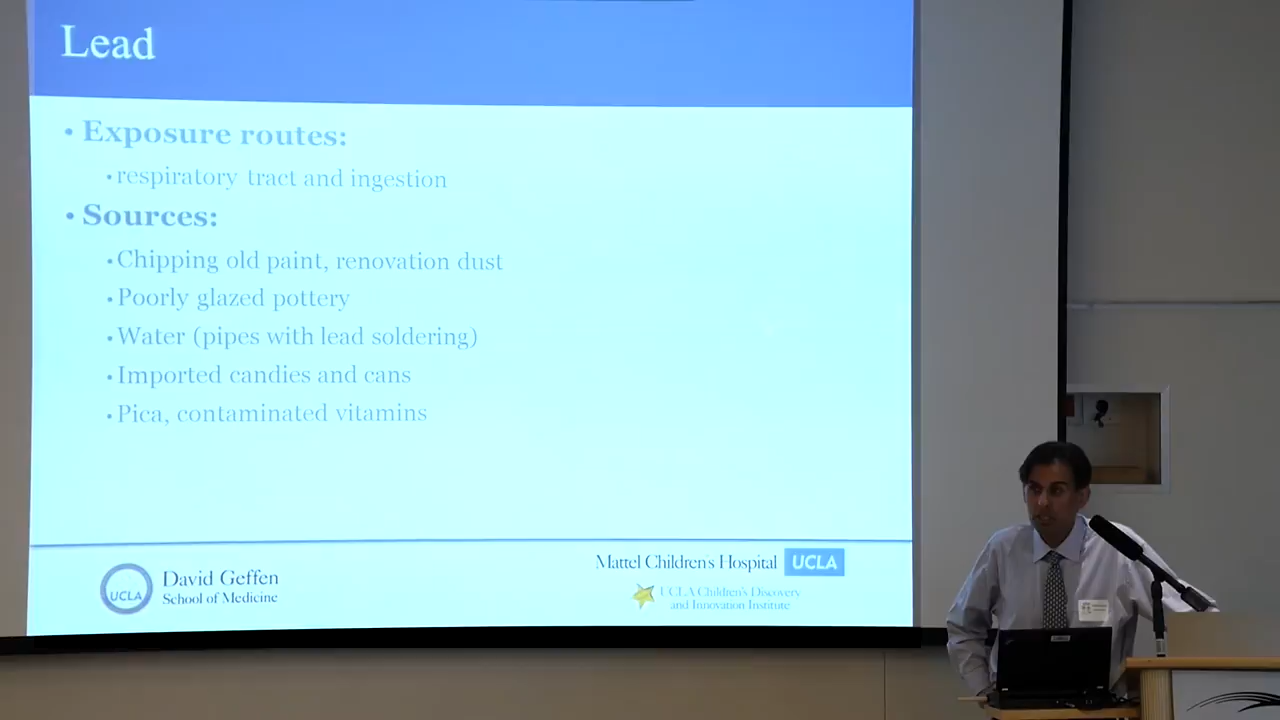 Lead
• Exposure routes:
• respiratory tract and ingestion
• Sources:
• Chipping old paint, renovation dust
• Poorly glazed pottery
• Water (pipes with lead soldering)
• Imported candies and cans
• Pica, contaminated vitamins
UCLA
David Geffen
School of Medicine
Mattel Children's Hospital UCLA
UCLA Children's Discovery
and Innovation Institute